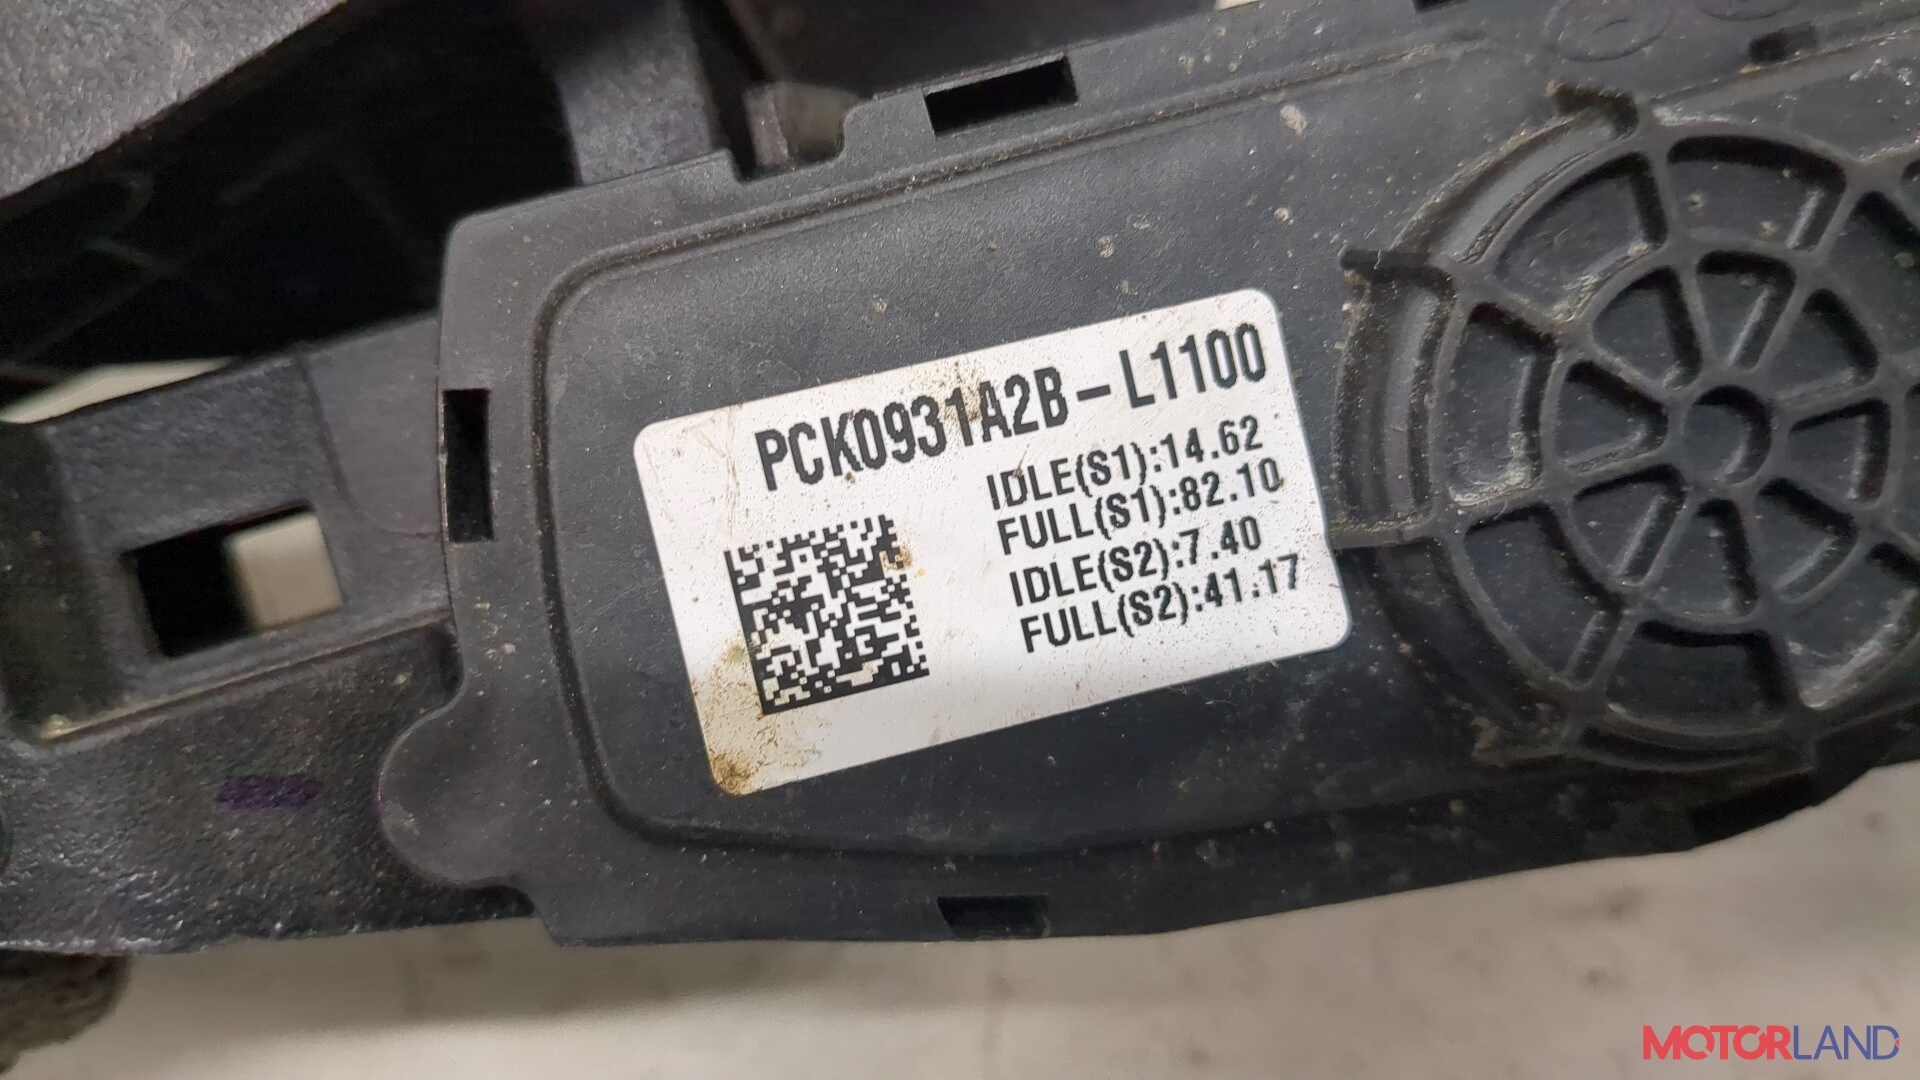 PCK0931A2B-L1100
IDLE(S1):14.62
FULL(S1):82.10
IDLE(S2):7.40
FULL(S2):41.17
MOTORLAND